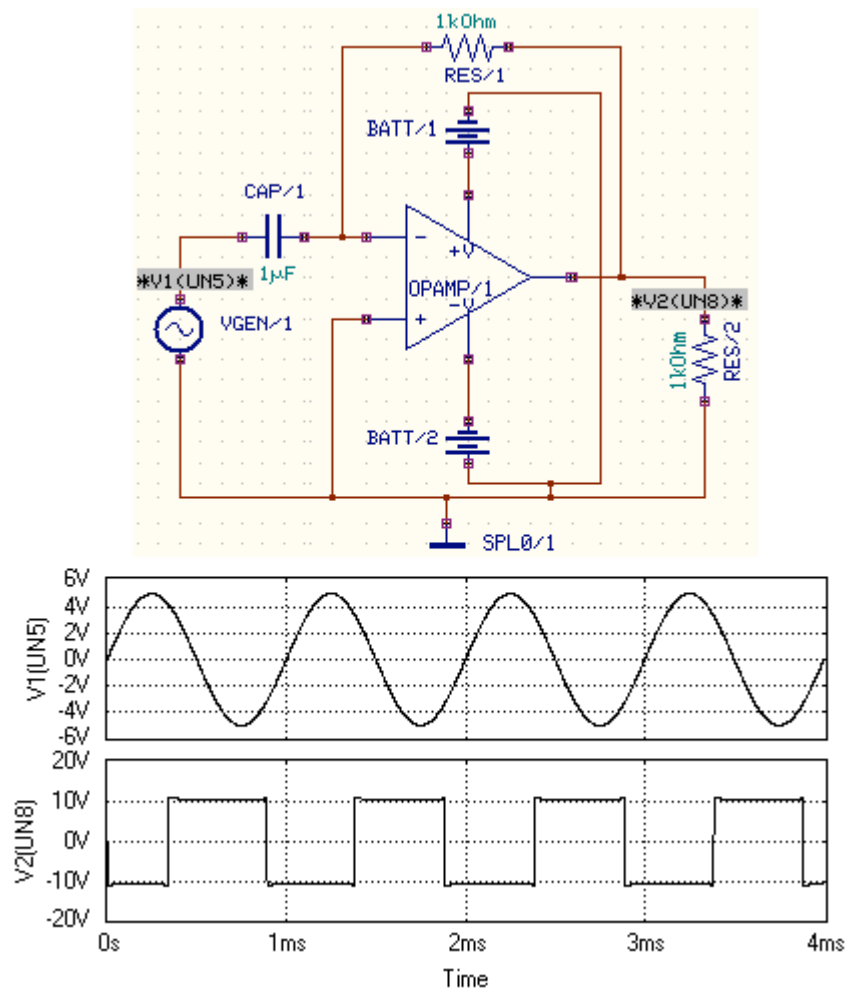 1kOhm
RES/1
BATT/1
CAP/1
- +V
1µF
*V1(UN5)*
OPAMP/1
-V
*V2(UN8)*
VGEN/1
+
1kOhm
RES/2
BATT/2
SPL0/1
6V
4V
2V
0V
-2V
-4V
-6V
V1(UN5)
20V
10V
0V
-10V
-20V
V2(UN8)
0s 1ms 2ms 3ms 4ms
Time